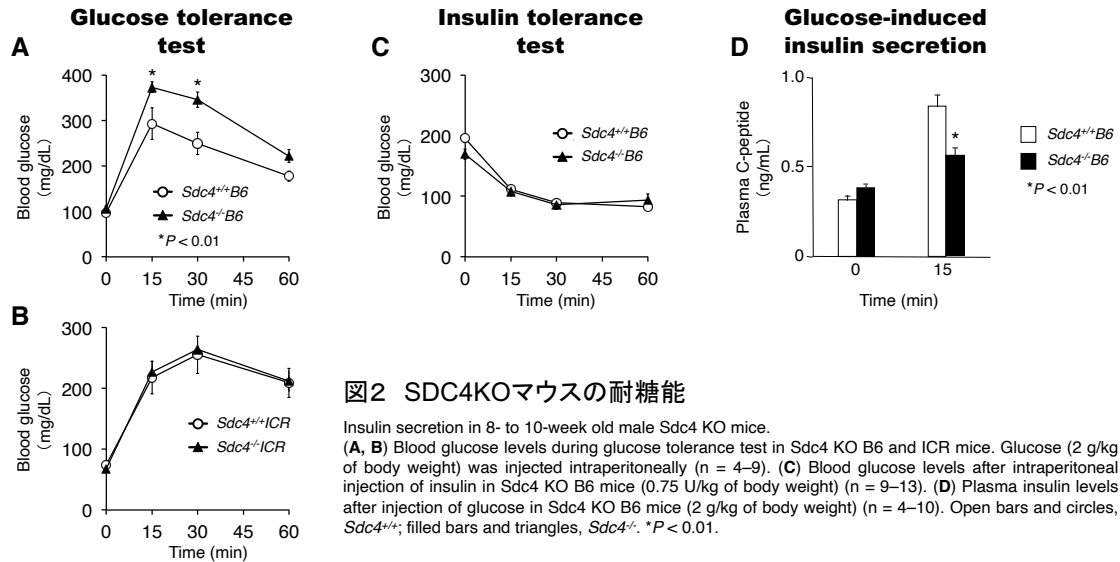 Glucose tolerance
test
A
400
300
200
100
0
Blood glucose
(mg/dL)
*
*
Sdc4+/+B6
Sdc4-/-B6
*P < 0.01
0 15 30 45 60
Time (min)
B
300
200
100
0
Blood glucose
(mg/dL)
Sdc4+/+ICR
Sdc4-/-ICR
0 15 30 45 60
Time (min)
Insulin tolerance
test
C
300
200
100
0
Blood glucose
(mg/dL)
Sdc4+/+B6
Sdc4-/-B6
0 15 30 45 60
Time (min)
Glucose-induced
insulin secretion
D
1.0
0.5
0
Plasma C-peptide
(ng/mL)
*
Sdc4+/+B6
Sdc4-/-B6
*P < 0.01
0 15
Time (min)
図2 SDC4KOマウスの耐糖能
Insulin secretion in 8- to 10-week old male Sdc4 KO mice.
(A, B) Blood glucose levels during glucose tolerance test in Sdc4 KO B6 and ICR mice. Glucose (2 g/kg
of body weight) was injected intraperitoneally (n = 4–9). (C) Blood glucose levels after intraperitoneal
injection of insulin in Sdc4 KO B6 mice (0.75 U/kg of body weight) (n = 9–13). (D) Plasma insulin levels
after injection of glucose in Sdc4 KO B6 mice (2 g/kg of body weight) (n = 4–10). Open bars and circles,
Sdc4+/+; filled bars and triangles, Sdc4-/-. *P < 0.01.